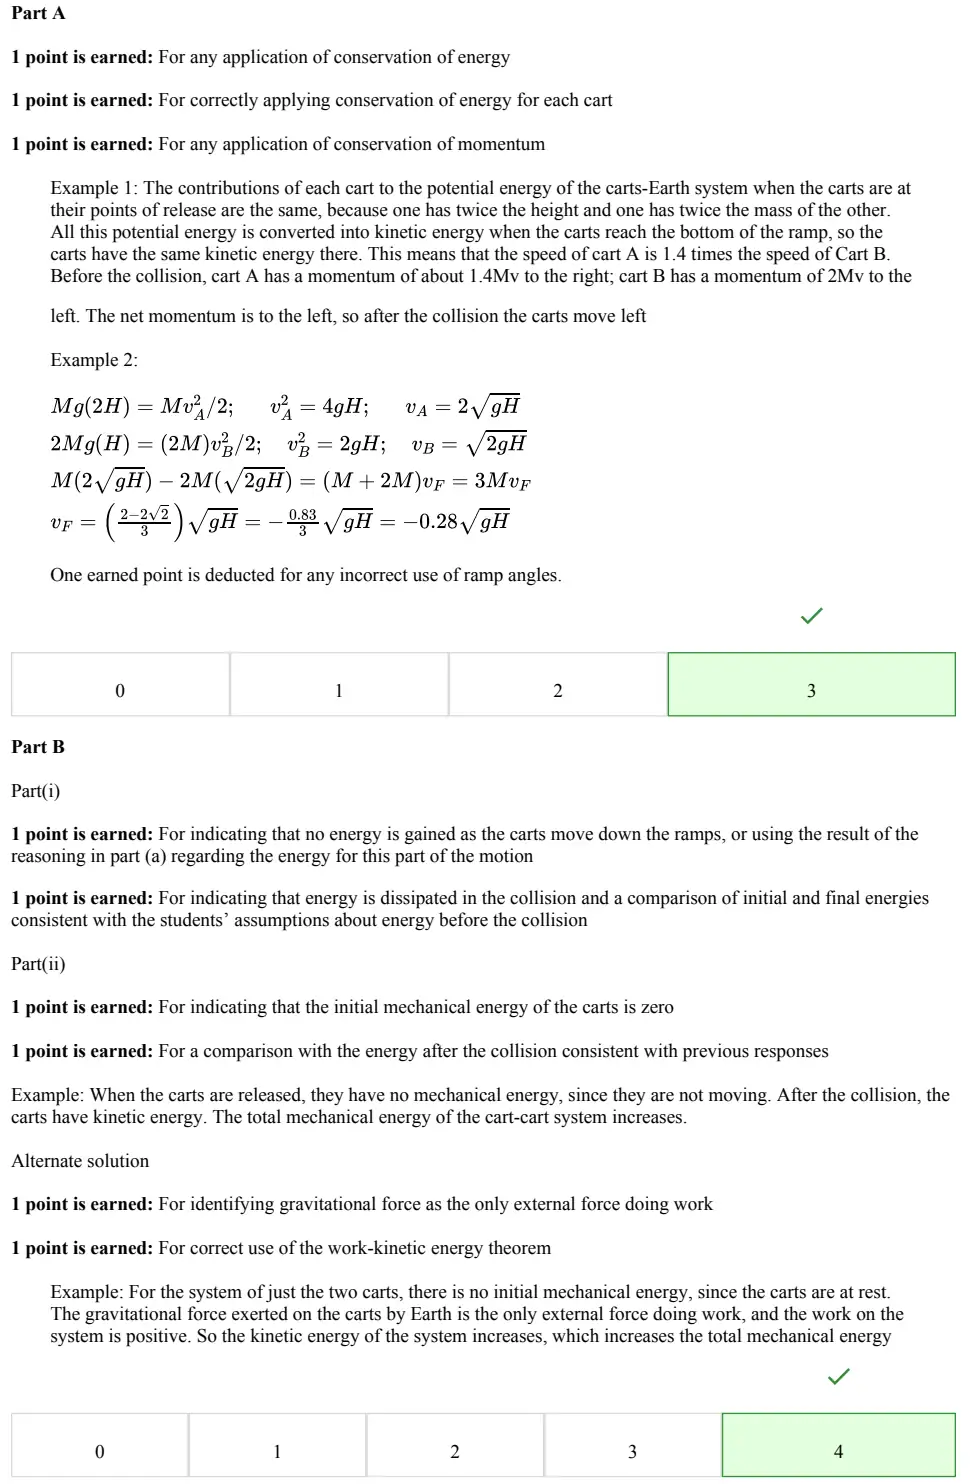 Part A
1 point is earned: For any application of conservation of energy
1 point is earned: For correctly applying conservation of energy for each cart
1 point is earned: For any application of conservation of momentum
Example 1: The contributions of each cart to the potential energy of the carts-Earth system when the carts are at
their points of release are the same, because one has twice the height and one has twice the mass of the other.
All this potential energy is converted into kinetic energy when the carts reach the bottom of the ramp, so the
carts have the same kinetic energy there. This means that the speed of cart A is 1.4 times the speed of Cart B.
Before the collision, cart A has a momentum of about 1.4Mv to the right; cart B has a momentum of 2Mv to the
left. The net momentum is to the left, so after the collision the carts move left
Example 2:
$Mg(2H) = Mv_A^2/2; \quad v_A^2 = 4gH; \quad v_A = 2\sqrt{gH}$
$2Mg(H) = (2M)v_B^2/2; \quad v_B^2 = 2gH; \quad v_B = \sqrt{2gH}$
$M(2\sqrt{gH}) - 2M(\sqrt{2gH}) = (M + 2M)v_F = 3Mv_F$
$v_F = \left(\frac{2-2\sqrt{2}}{3}\right)\sqrt{gH} = -\frac{0.83}{3}\sqrt{gH} = -0.28\sqrt{gH}$
One earned point is deducted for any incorrect use of ramp angles.
✓
0 1 2 3
Part B
Part(i)
1 point is earned: For indicating that no energy is gained as the carts move down the ramps, or using the result of the
reasoning in part (a) regarding the energy for this part of the motion
1 point is earned: For indicating that energy is dissipated in the collision and a comparison of initial and final energies
consistent with the students’ assumptions about energy before the collision
Part(ii)
1 point is earned: For indicating that the initial mechanical energy of the carts is zero
1 point is earned: For a comparison with the energy after the collision consistent with previous responses
Example: When the carts are released, they have no mechanical energy, since they are not moving. After the collision, the
carts have kinetic energy. The total mechanical energy of the cart-cart system increases.
Alternate solution
1 point is earned: For identifying gravitational force as the only external force doing work
1 point is earned: For correct use of the work-kinetic energy theorem
Example: For the system of just the two carts, there is no initial mechanical energy, since the carts are at rest.
The gravitational force exerted on the carts by Earth is the only external force doing work, and the work on the
system is positive. So the kinetic energy of the system increases, which increases the total mechanical energy
✓
0 1 2 3 4